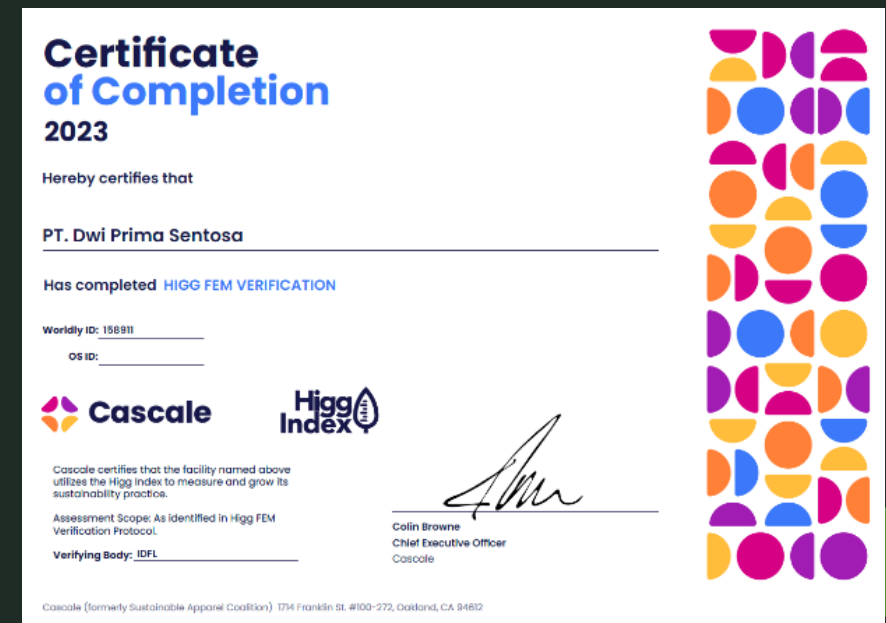 Certificate
of Completion
2023
Hereby certifies that
PT. Dwi Prima Sentosa
Has completed HIGG FEM VERIFICATION
Worldly ID: 158911
OS ID:
Cascale
Higg
Index
Cascale certifies that the facility named above
utilizes the Higg Index to measure and grow its
sustainability practice.
Assessment Scope: As identified in Higg FEM
Verification Protocol.
Verifying Body: IDFL
Colin Browne
Chief Executive Officer
Cascale
Cascale (formerly Sustainable Apparel Coalition) 1714 Franklin St. #100-272, Oakland, CA 94612